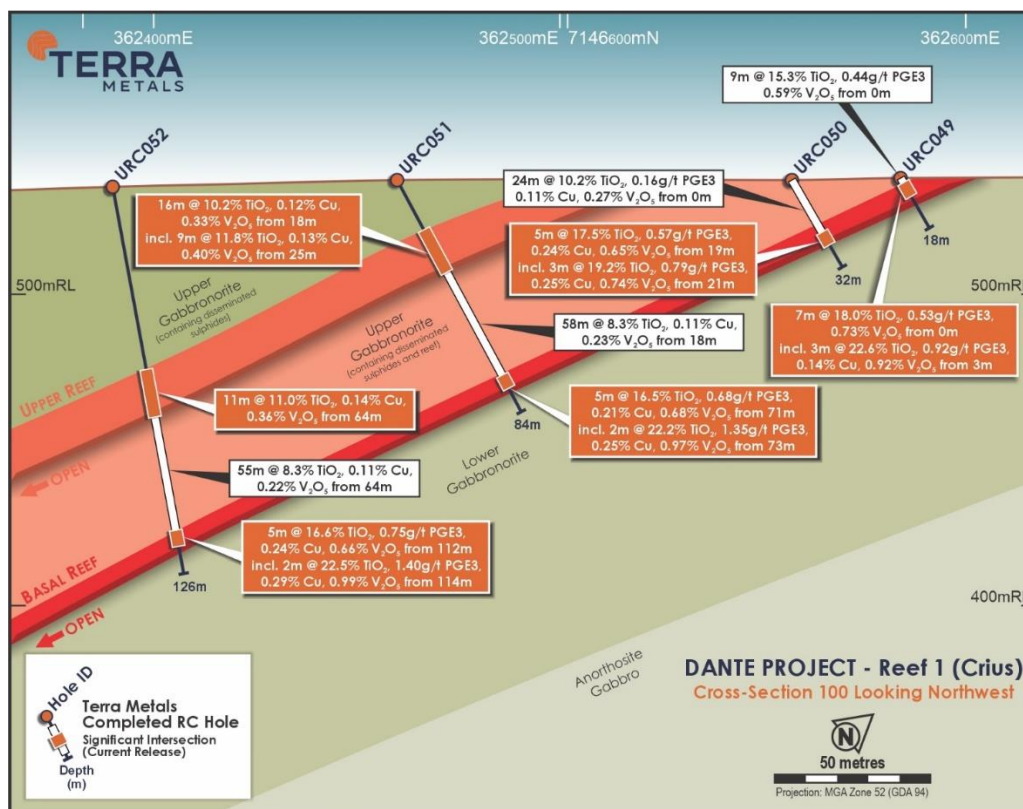 362400mE
362500mE
7146600mN
362600mE
TERRA
METALS
URC052
URC051
URC050
URC049
9m @ 15.3% TiO₂, 0.44g/t PGE3
0.59% V₂O₅ from 0m
24m @ 10.2% TiO₂, 0.16g/t PGE3
0.11% Cu, 0.27% V₂O₅ from 0m
16m @ 10.2% TiO₂, 0.12% Cu,
0.33% V₂O₅ from 18m
incl. 9m @ 11.8% TiO₂, 0.13% Cu,
0.40% V₂O₅ from 25m
5m @ 17.5% TiO₂, 0.57g/t PGE3,
0.24% Cu, 0.65% V₂O₅ from 19m
incl. 3m @ 19.2% TiO₂, 0.79g/t PGE3,
0.25% Cu, 0.74% V₂O₅ from 21m
18m
32m
500mRL
500mRL
Upper
Gabbronorite
(containing disseminated
sulphides)
Upper
Gabbronorite
(containing disseminated
sulphides and reef)
58m @ 8.3% TiO₂, 0.11% Cu,
0.23% V₂O₅ from 18m
7m @ 18.0% TiO₂, 0.53g/t PGE3,
0.73% V₂O₅ from 0m
incl. 3m @ 22.6% TiO₂, 0.92g/t PGE3,
0.14% Cu, 0.92% V₂O₅ from 3m
UPPER REEF
11m @ 11.0% TiO₂, 0.14% Cu,
0.36% V₂O₅ from 64m
5m @ 16.5% TiO₂, 0.68g/t PGE3,
0.21% Cu, 0.68% V₂O₅ from 71m
incl. 2m @ 22.2% TiO₂, 1.35g/t PGE3,
0.25% Cu, 0.97% V₂O₅ from 73m
84m
OPEN
55m @ 8.3% TiO₂, 0.11% Cu,
0.22% V₂O₅ from 64m
Lower
Gabbronorite
5m @ 16.6% TiO₂, 0.75g/t PGE3,
0.24% Cu, 0.66% V₂O₅ from 112m
incl. 2m @ 22.5% TiO₂, 1.40g/t PGE3,
0.29% Cu, 0.99% V₂O₅ from 114m
BASAL REEF
126m
400mRL
OPEN
Anorthosite
Gabbro
DANTE PROJECT - Reef 1 (Crius)
Cross-Section 100 Looking Northwest
Hole ID
Terra Metals
Completed RC Hole
Significant Intersection
(Current Release)
Depth
(m)
N
50 metres
Projection: MGA Zone 52 (GDA 94)